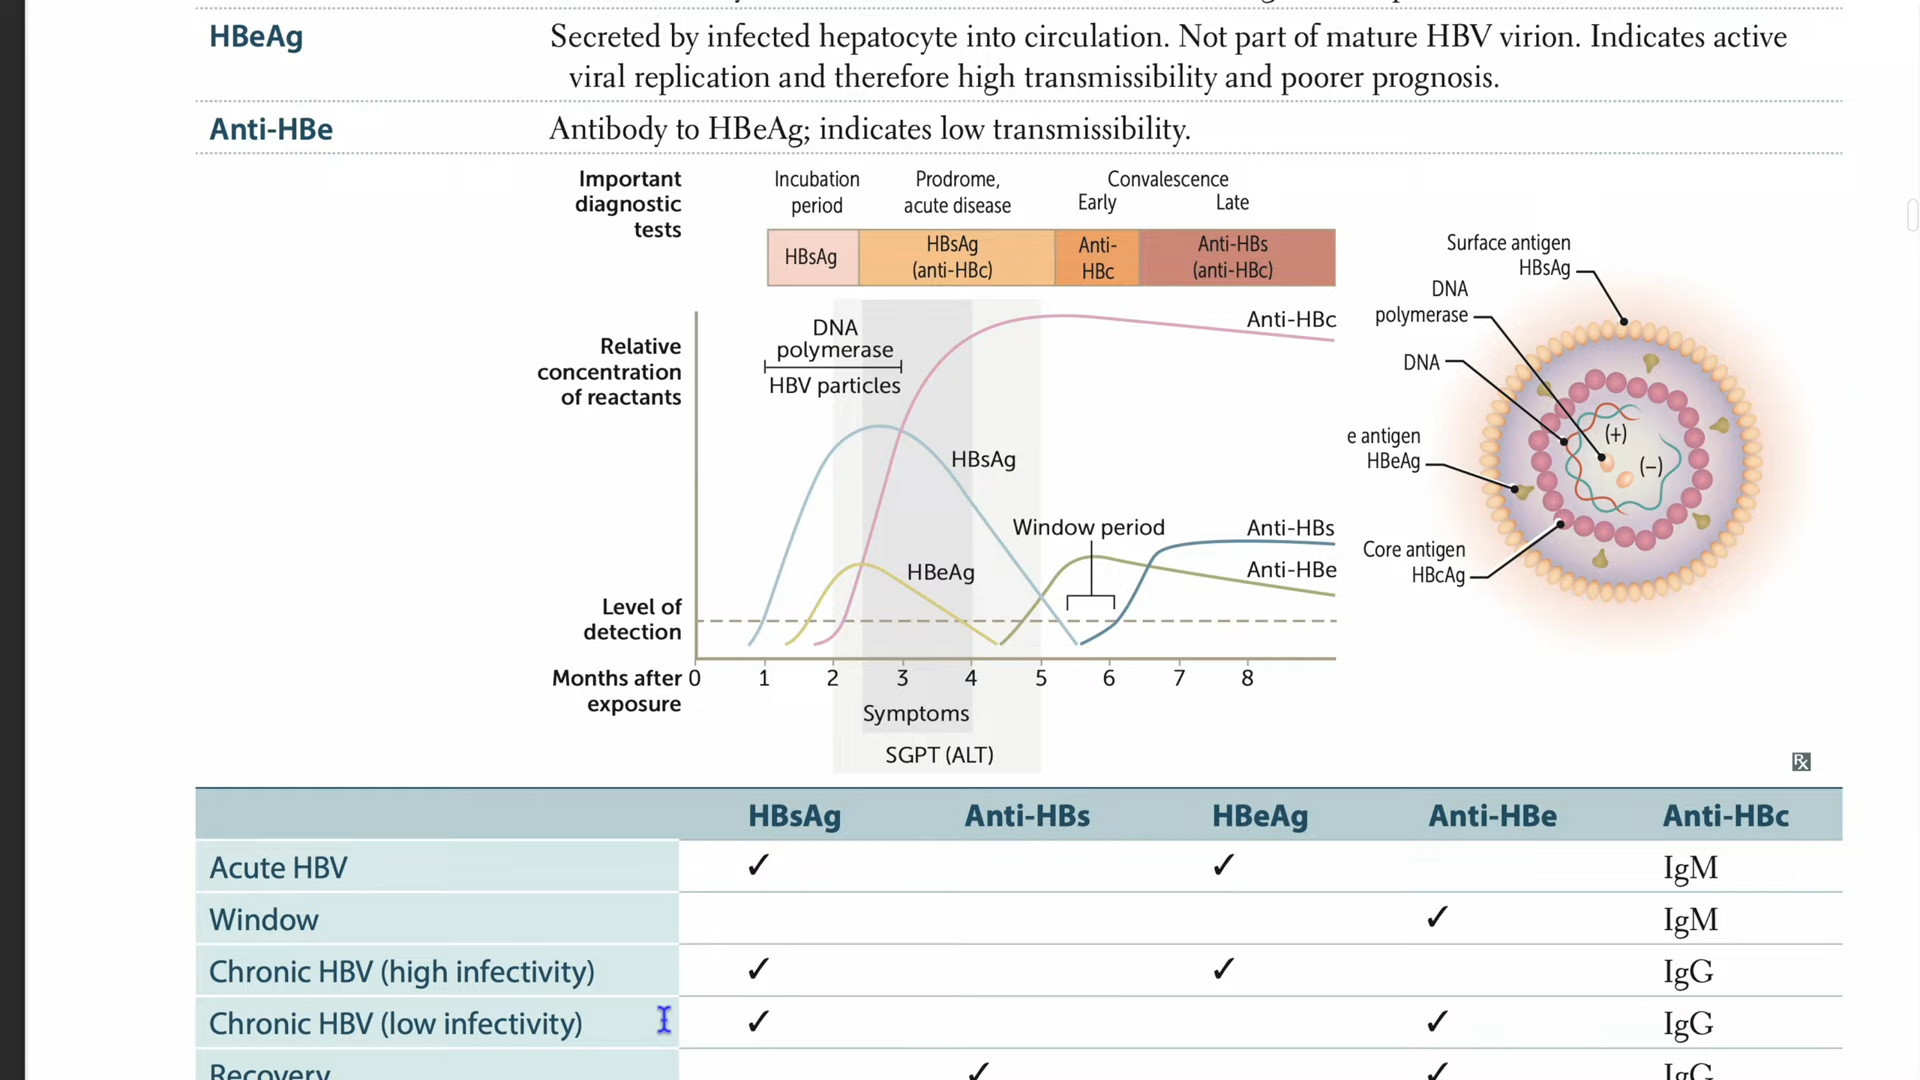 HBeAg Secreted by infected hepatocyte into circulation. Not part of mature HBV virion. Indicates active
viral replication and therefore high transmissibility and poorer prognosis.
Anti-HBe Antibody to HBeAg; indicates low transmissibility.
Important
diagnostic
tests
Incubation
period
Prodrome,
acute disease
Convalescence
Early Late
HBsAg
HBsAg
(anti-HBc)
Anti-
HBc
Anti-HBs
(anti-HBc)
Relative
concentration
of reactants
DNA
polymerase
HBV particles
Anti-HBc
HBsAg
Window period
Anti-HBs
HBeAg
Anti-HBe
Level of
detection
Months after
exposure
0 1 2 3 4 5 6 7 8
Symptoms
SGPT (ALT)
Surface antigen
HBsAg
DNA
polymerase
DNA
(+)
(–)
e antigen
HBeAg
Core antigen
HBcAg
Rx
HBsAg Anti-HBs HBeAg Anti-HBe Anti-HBc
Acute HBV ✓ ✓ IgM
Window ✓ IgM
Chronic HBV (high infectivity) ✓ ✓ IgG
Chronic HBV (low infectivity) ✓ ✓ IgG
Recovery ✓ ✓ IgG